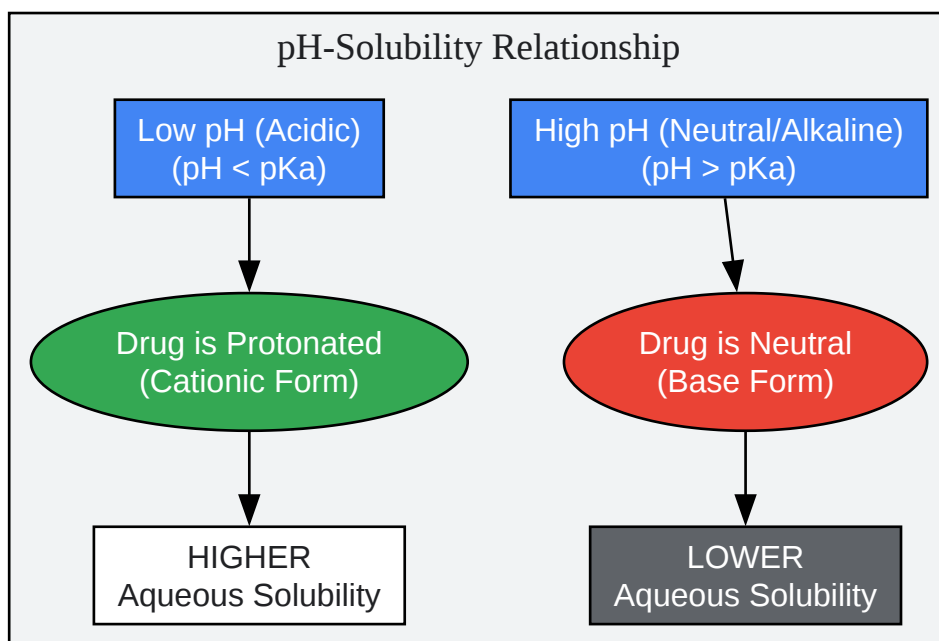 pH-Solubility Relationship
Low pH (Acidic)
(pH < pKa)
High pH (Neutral/Alkaline)
(pH > pKa)
Drug is Protonated
(Cationic Form)
Drug is Neutral
(Base Form)
HIGHER
Aqueous Solubility
LOWER
Aqueous Solubility